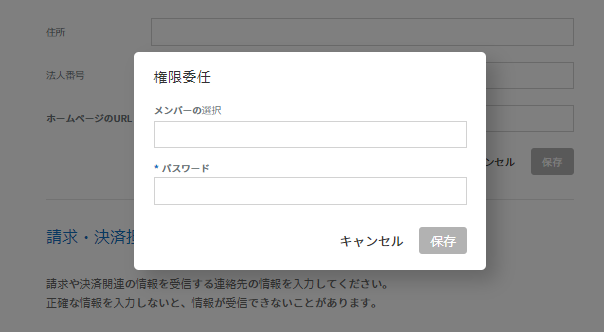 住所
法人番号
ホームページのURL
権限委任
メンバーの選択
* パスワード
キャンセル 保存
ンセル 保存
請求・決済担
請求や決済関連の情報を受信する連絡先の情報を入力してください。
正確な情報を入力しないと、情報が受信できないことがあります。